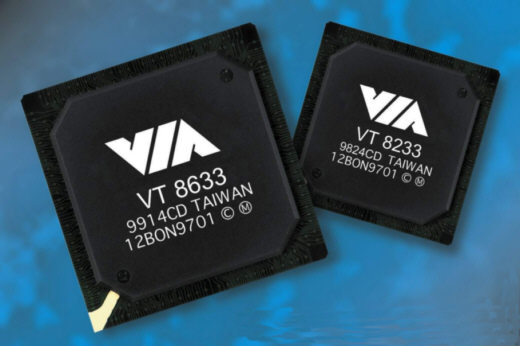 VIA
VT 8633
9914CD TAIWAN
12BON9701 © Ⓜ
VIA
VT 8233
9824CD TAIWAN
12BON9701 © Ⓜ